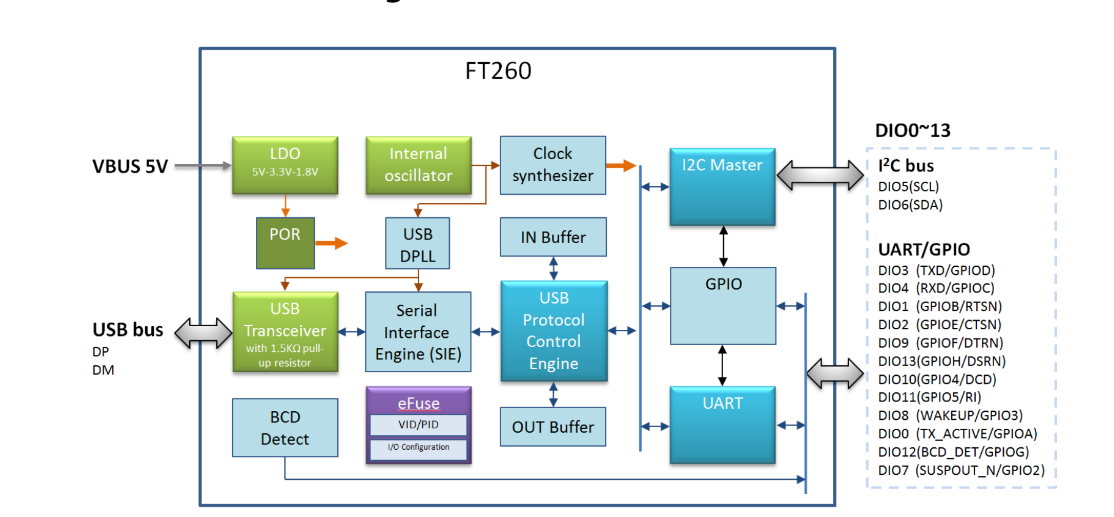 FT260
VBUS 5V
LDO
5V-3.3V-1.8V
Internal
oscillator
Clock
synthesizer
I2C Master
POR
USB
DPLL
IN Buffer
GPIO
USB bus
DP
DM
USB
Transceiver
with 1.5KΩ pull-
up resistor
Serial
Interface
Engine (SIE)
USB
Protocol
Control
Engine
BCD
Detect
eFuse
VID/PID
I/O Configuration
OUT Buffer
UART
DIO0~13
I²C bus
DIO5(SCL)
DIO6(SDA)
UART/GPIO
DIO3 (TXD/GPIOD)
DIO4 (RXD/GPIOC)
DIO1 (GPIOB/RTSN)
DIO2 (GPIOE/CTSN)
DIO9 (GPIOF/DTRN)
DIO13(GPIOH/DSRN)
DIO10(GPIO4/DCD)
DIO11(GPIO5/RI)
DIO8 (WAKEUP/GPIO3)
DIO0 (TX_ACTIVE/GPIOA)
DIO12(BCD_DET/GPIOG)
DIO7 (SUSPOUT_N/GPIO2)